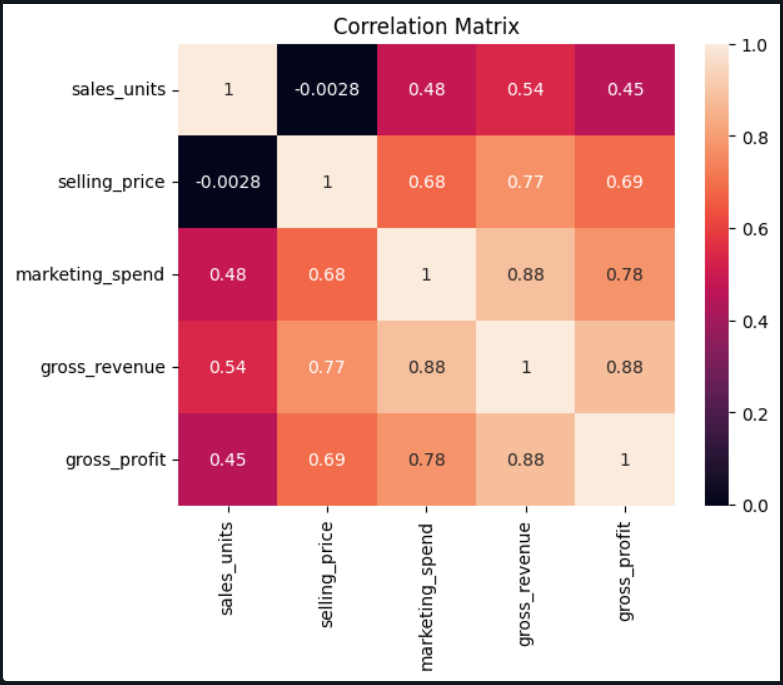 Correlation Matrix
sales_units 1 -0.0028 0.48 0.54 0.45
selling_price -0.0028 1 0.68 0.77 0.69
marketing_spend 0.48 0.68 1 0.88 0.78
gross_revenue 0.54 0.77 0.88 1 0.88
gross_profit 0.45 0.69 0.78 0.88 1
sales_units selling_price marketing_spend gross_revenue gross_profit
1.0
0.8
0.6
0.4
0.2
0.0